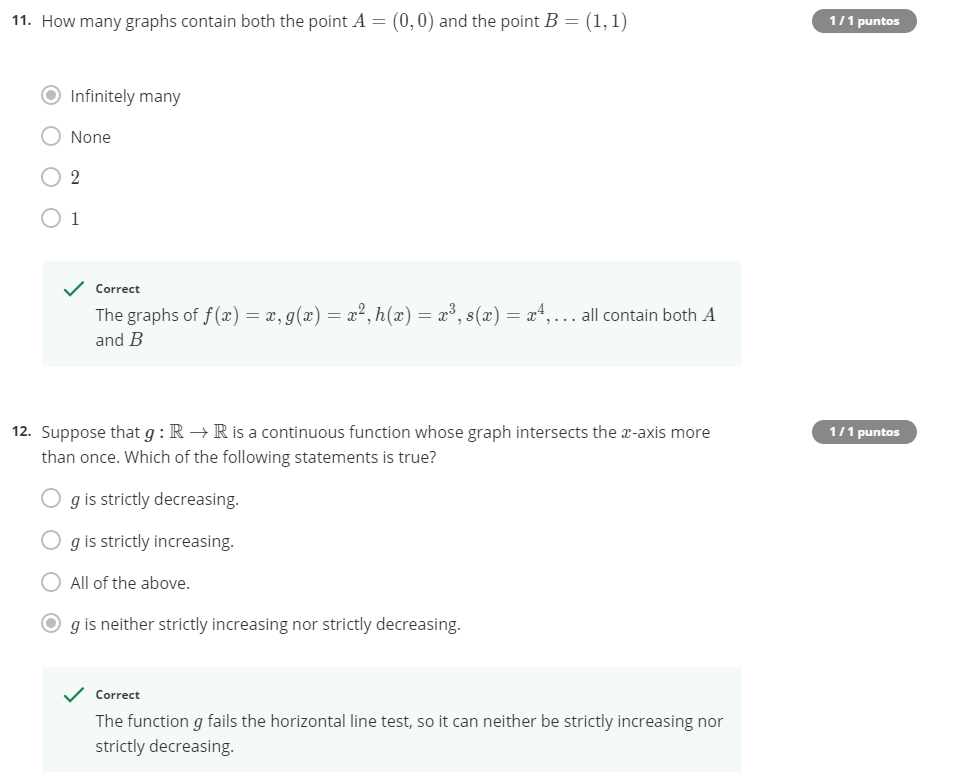 11. How many graphs contain both the point A = (0, 0) and the point B = (1, 1)
1 / 1 puntos
Infinitely many
None
2
1
Correct
The graphs of f(x) = x, g(x) = x², h(x) = x³, s(x) = x⁴, . . . all contain both A
and B
12. Suppose that g : ℝ → ℝ is a continuous function whose graph intersects the x-axis more
1 / 1 puntos
than once. Which of the following statements is true?
g is strictly decreasing.
g is strictly increasing.
All of the above.
g is neither strictly increasing nor strictly decreasing.
Correct
The function g fails the horizontal line test, so it can neither be strictly increasing nor
strictly decreasing.